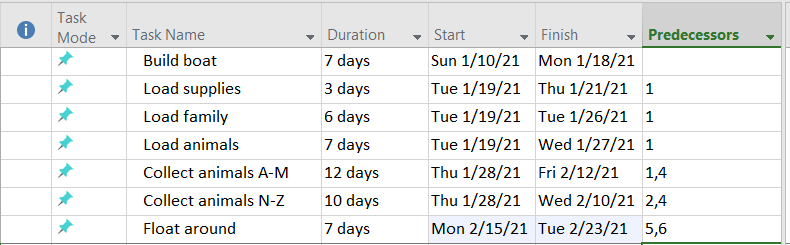 Task Mode Task Name Duration Start Finish Predecessors
Build boat 7 days Sun 1/10/21 Mon 1/18/21
Load supplies 3 days Tue 1/19/21 Thu 1/21/21 1
Load family 6 days Tue 1/19/21 Tue 1/26/21 1
Load animals 7 days Tue 1/19/21 Wed 1/27/21 1
Collect animals A-M 12 days Thu 1/28/21 Fri 2/12/21 1,4
Collect animals N-Z 10 days Thu 1/28/21 Wed 2/10/21 2,4
Float around 7 days Mon 2/15/21 Tue 2/23/21 5,6